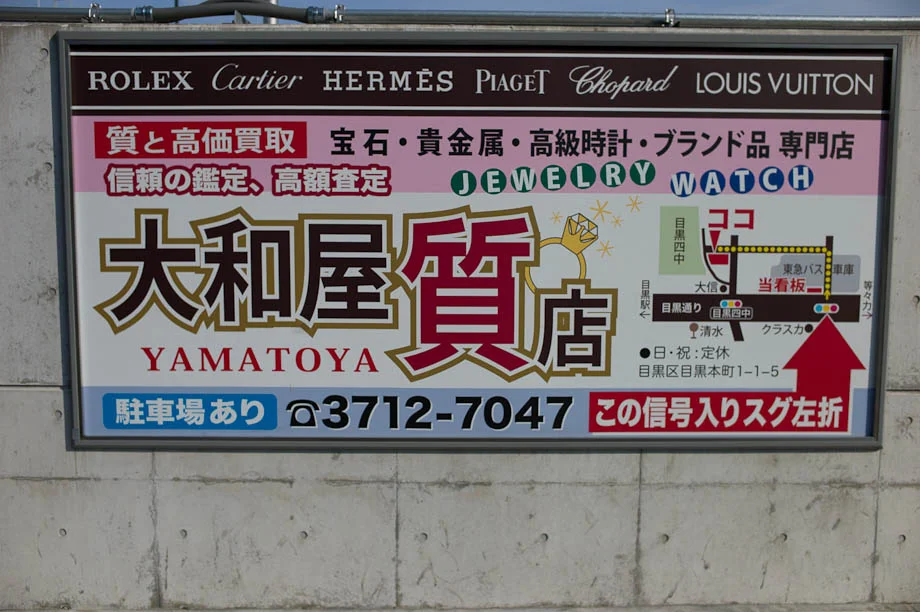 ROLEX Cartier HERMÈS PIAGET Chopard LOUIS VUITTON
質と高価買取 宝石・貴金属・高級時計・ブランド品 専門店
信頼の鑑定、高額査定 JEWELRY WATCH
大和屋質店
YAMATOYA
ココ
目黒四中
東急バス車庫
当看板
大信
目黒駅
目黒通り
目黒四中
等々力
清水
クラスカ
●日・祝:定休
目黒区目黒本町1-1-5
駐車場あり ☎3712-7047 この信号入りスグ左折